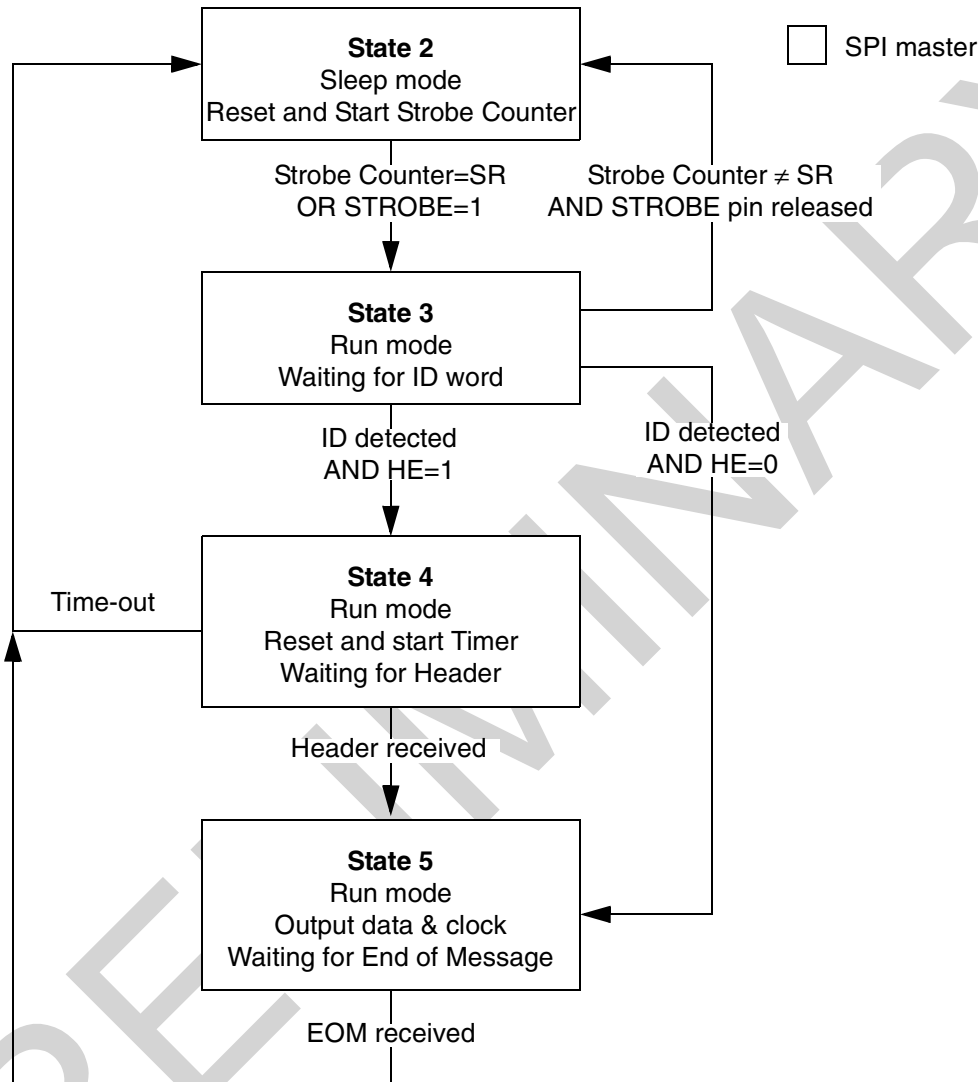 State 2
Sleep mode
Reset and Start Strobe Counter
SPI master
Strobe Counter=SR
OR STROBE=1
Strobe Counter ≠ SR
AND STROBE pin released
State 3
Run mode
Waiting for ID word
ID detected
AND HE=1
ID detected
AND HE=0
State 4
Run mode
Reset and start Timer
Waiting for Header
Time-out
Header received
State 5
Run mode
Output data & clock
Waiting for End of Message
EOM received